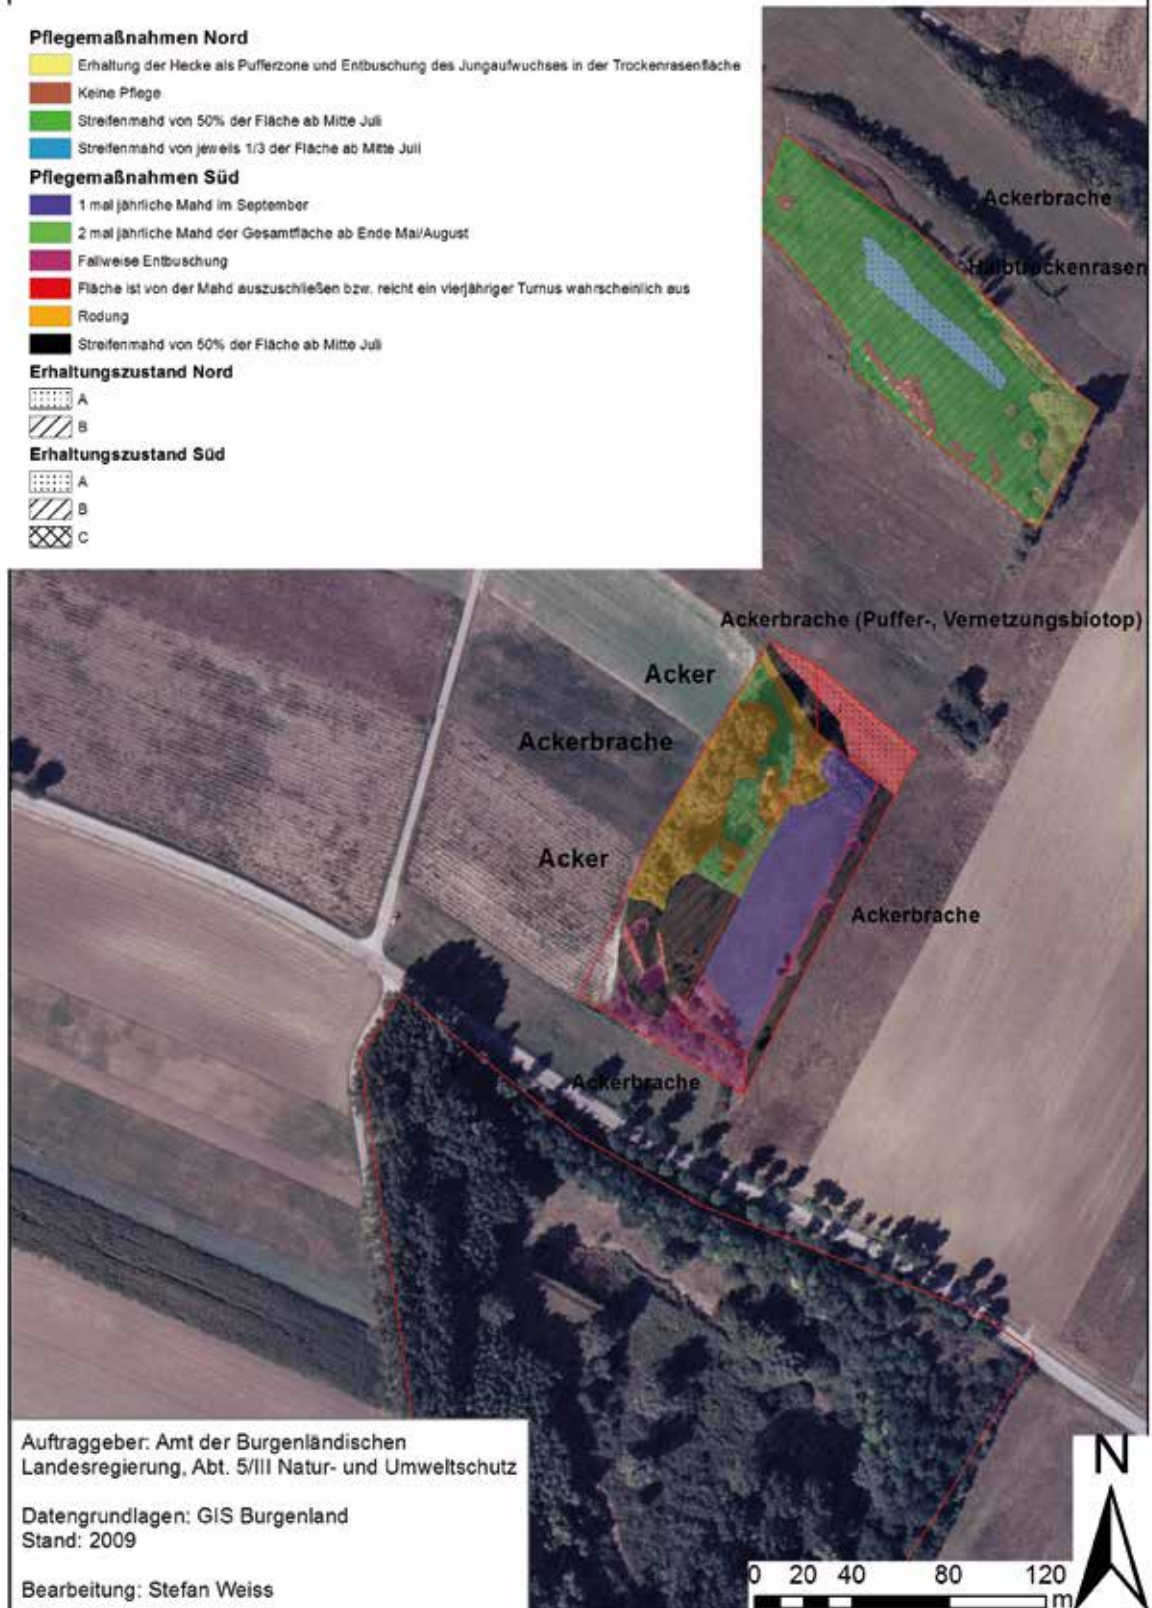 Pflegemaßnahmen Nord
Erhaltung der Hecke als Pufferzone und Entbuschung des Jungaufwuchses in der Trockenrasenfläche
Keine Pflege
Streifenmahd von 50% der Fläche ab Mitte Juli
Streifenmahd von jeweils 1/3 der Fläche ab Mitte Juli
Pflegemaßnahmen Süd
1 mal jährliche Mahd im September
2 mal jährliche Mahd der Gesamtfläche ab Ende Mai/August
Fallweise Entbuschung
Fläche ist von der Mahd auszuschließen bzw. reicht ein vierjähriger Turnus wahrscheinlich aus
Rodung
Streifenmahd von 50% der Fläche ab Mitte Juli
Erhaltungszustand Nord
A
B
Erhaltungszustand Süd
A
B
C
Ackerbrache
Halbtrockenrasen
Ackerbrache (Puffer-, Vernetzungsbiotop)
Acker
Ackerbrache
Acker
Ackerbrache
Ackerbrache
Auftraggeber: Amt der Burgenländischen
Landesregierung, Abt. 5/III Natur- und Umweltschutz
Datengrundlagen: GIS Burgenland
Stand: 2009
Bearbeitung: Stefan Weiss
N
0 20 40 80 120
m